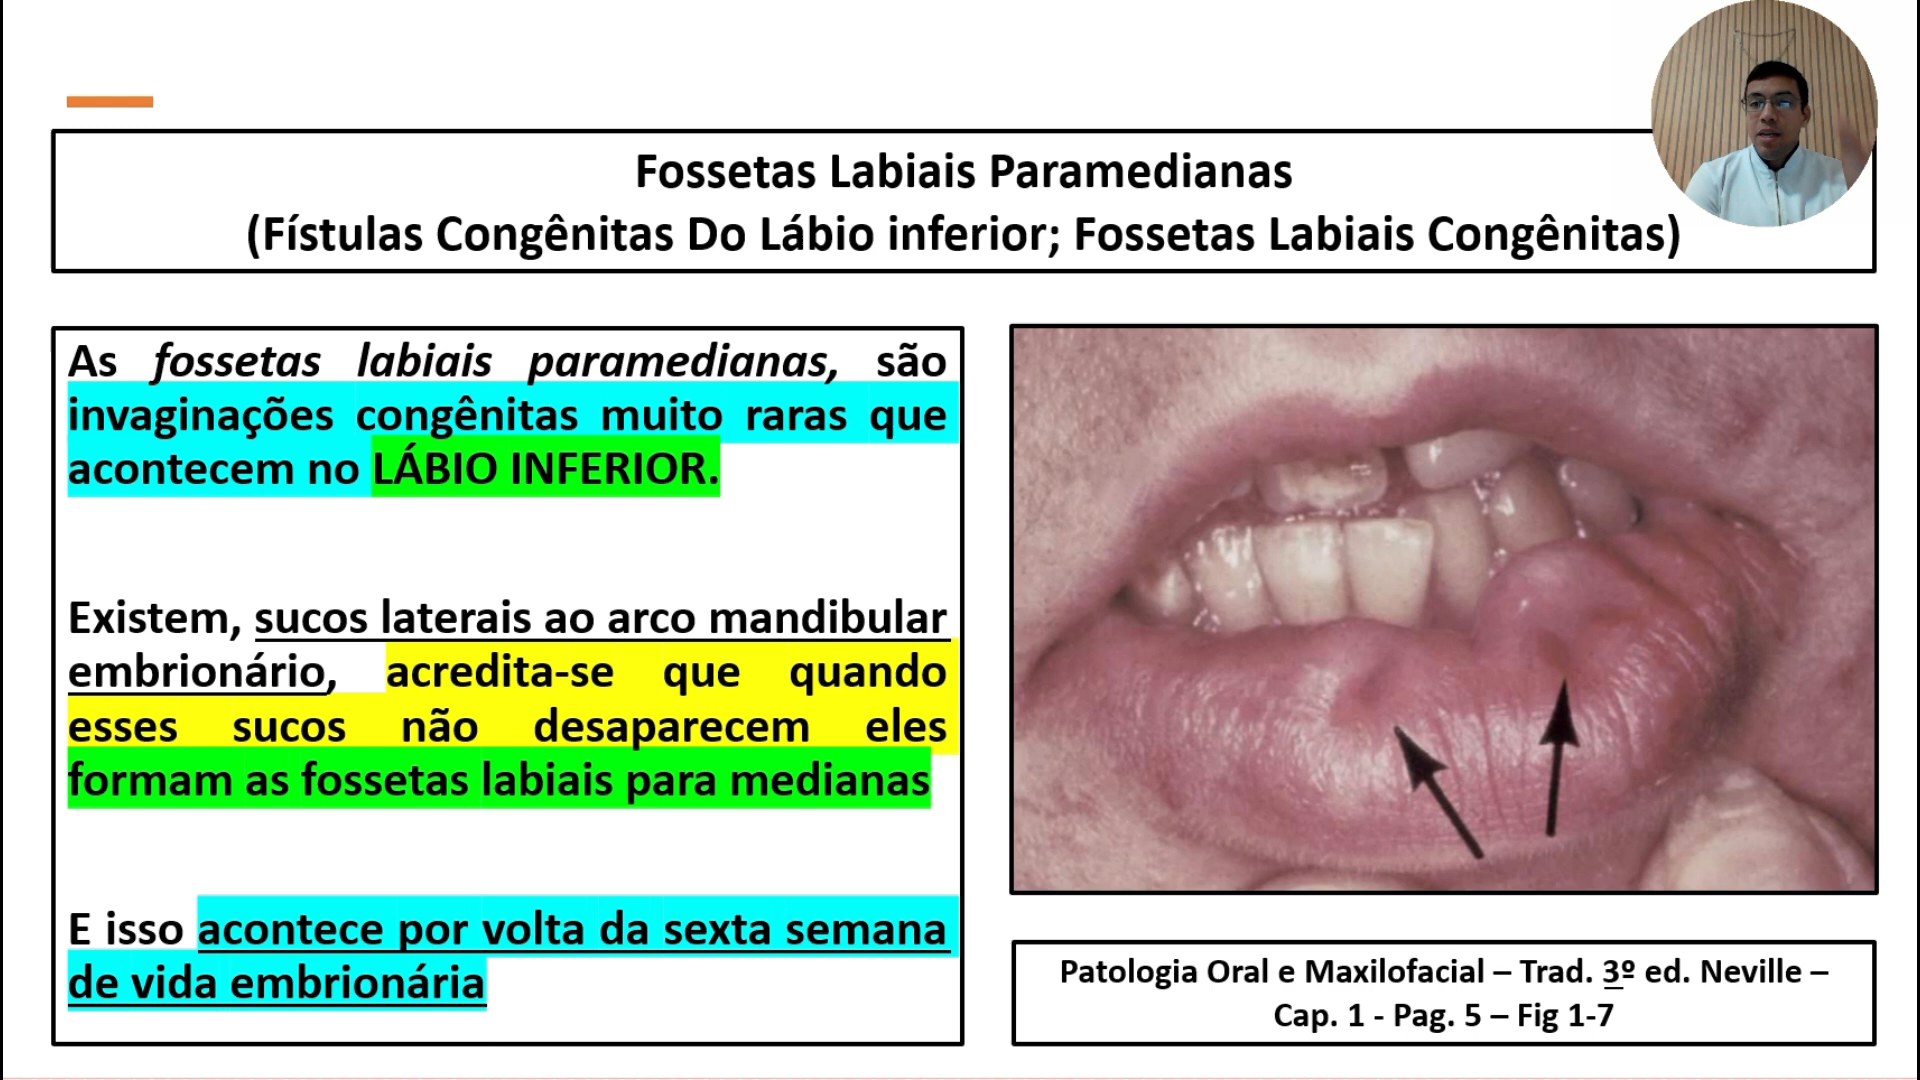 Fossetas Labiais Paramedianas
(Fístulas Congênitas Do Lábio inferior; Fossetas Labiais Congênitas)
As fossetas labiais paramedianas, são
invaginações congênitas muito raras que
acontecem no LÁBIO INFERIOR.
Existem, sucos laterais ao arco mandibular
embrionário, acredita-se que quando
esses sucos não desaparecem eles
formam as fossetas labiais para medianas
E isso acontece por volta da sexta semana
de vida embrionária
Patologia Oral e Maxilofacial – Trad. 3º ed. Neville –
Cap. 1 - Pag. 5 – Fig 1-7